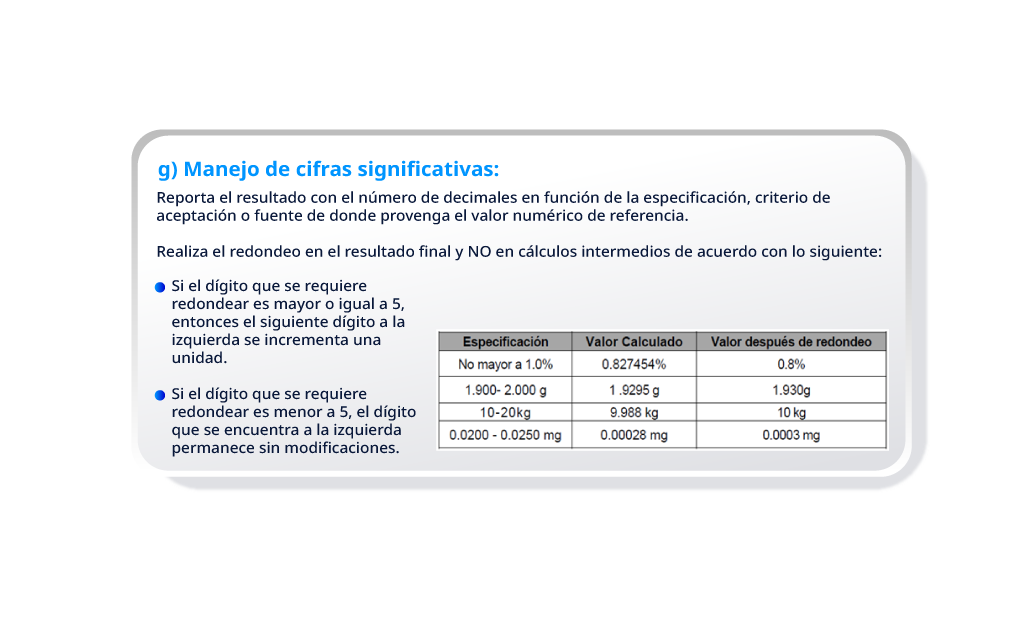 g) Manejo de cifras significativas:
Reporta el resultado con el número de decimales en función de la especificación, criterio de
aceptación o fuente de donde provenga el valor numérico de referencia.
Realiza el redondeo en el resultado final y NO en cálculos intermedios de acuerdo con lo siguiente:
Si el dígito que se requiere
redondear es mayor o igual a 5,
entonces el siguiente dígito a la
izquierda se incrementa una
unidad.
Si el dígito que se requiere
redondear es menor a 5, el dígito
que se encuentra a la izquierda
permanece sin modificaciones.
Especificación Valor Calculado Valor después de redondeo
No mayor a 1.0% 0.827454% 0.8%
1.900- 2.000 g 1 .9295 g 1.930g
10-20kg 9.988 kg 10 kg
0.0200 - 0.0250 mg 0.00028 mg 0.0003 mg